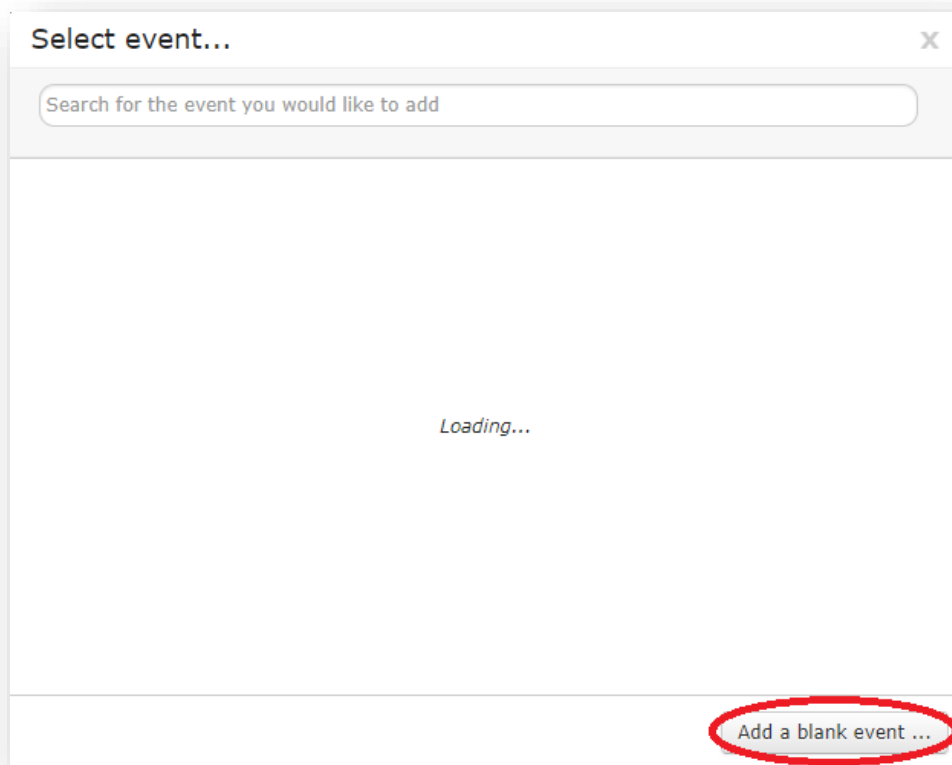 Select event...
x
Search for the event you would like to add
Loading...
Add a blank event ...